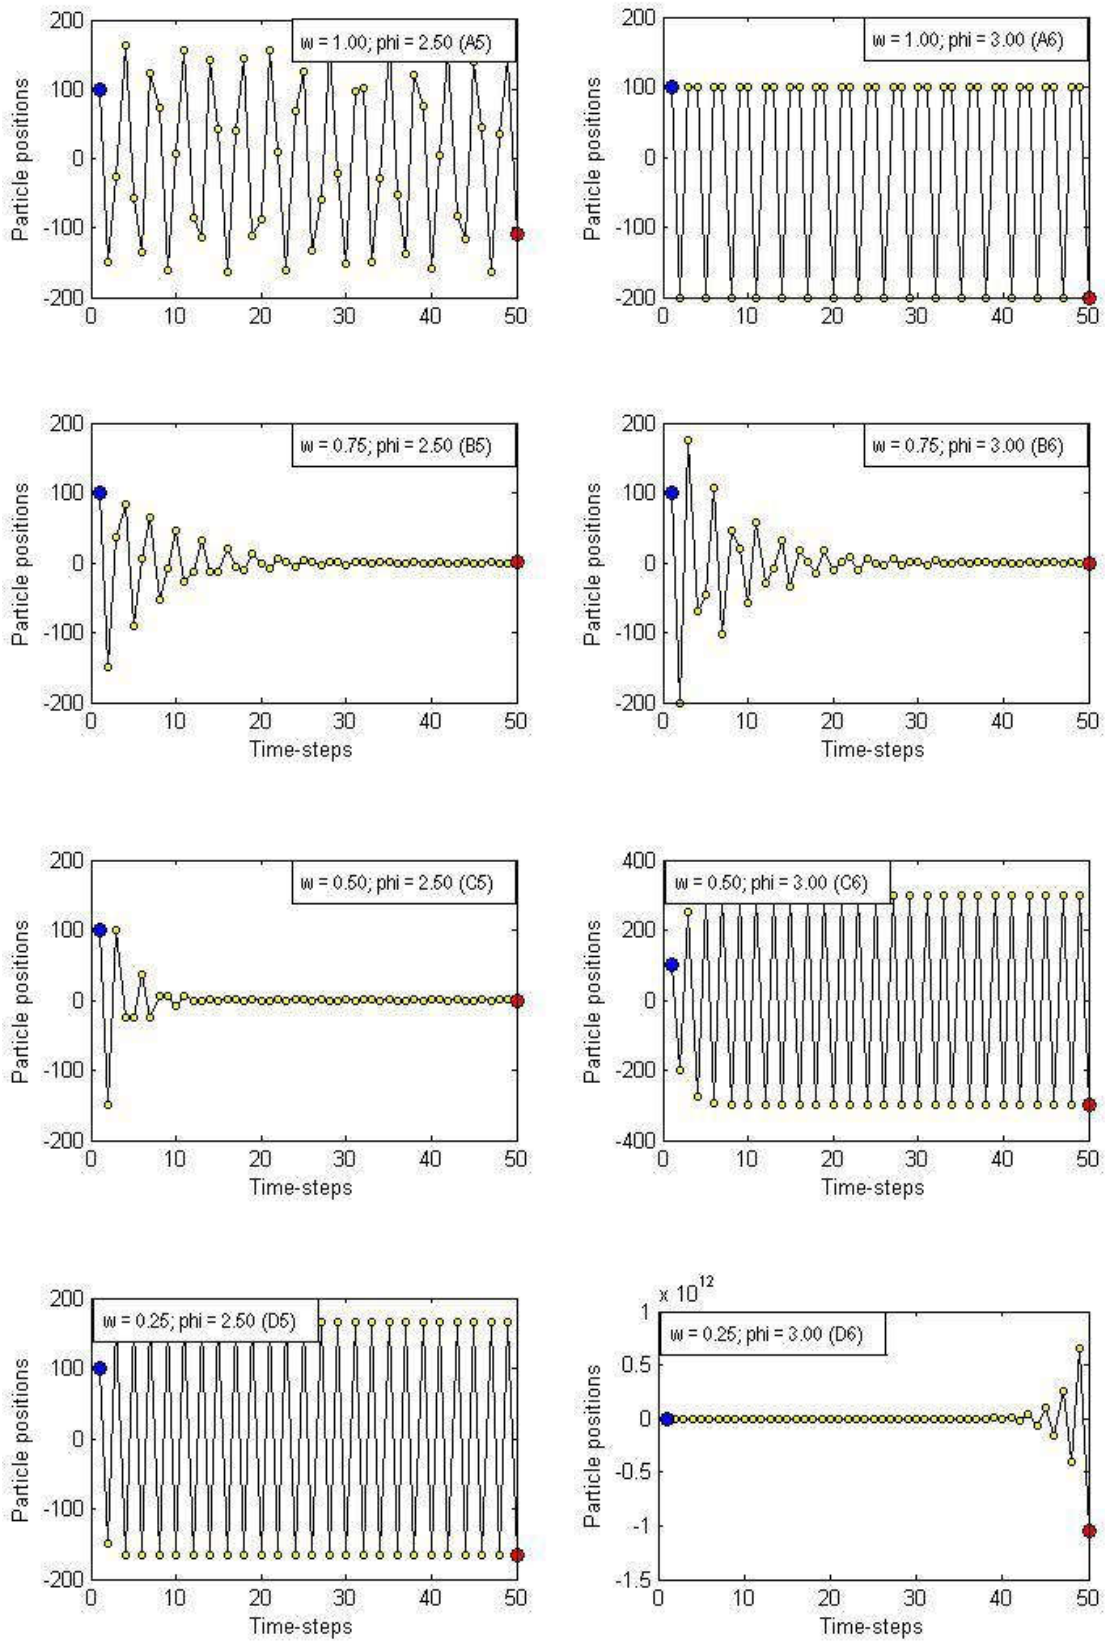 w = 1.00; phi = 2.50 (A5)
200
100
0
-100
-200
Particle positions
0 10 20 30 40 50
w = 1.00; phi = 3.00 (A6)
200
100
0
-100
-200
Particle positions
0 10 20 30 40 50
w = 0.75; phi = 2.50 (B5)
200
100
0
-100
-200
Particle positions
0 10 20 30 40 50
Time-steps
w = 0.75; phi = 3.00 (B6)
200
100
0
-100
-200
Particle positions
0 10 20 30 40 50
Time-steps
w = 0.50; phi = 2.50 (C5)
200
100
0
-100
-200
Particle positions
0 10 20 30 40 50
Time-steps
w = 0.50; phi = 3.00 (C6)
400
200
0
-200
-400
Particle positions
0 10 20 30 40 50
Time-steps
w = 0.25; phi = 2.50 (D5)
200
100
0
-100
-200
Particle positions
0 10 20 30 40 50
Time-steps
x 10^12
w = 0.25; phi = 3.00 (D6)
1
0.5
0
-0.5
-1
-1.5
Particle positions
0 10 20 30 40 50
Time-steps